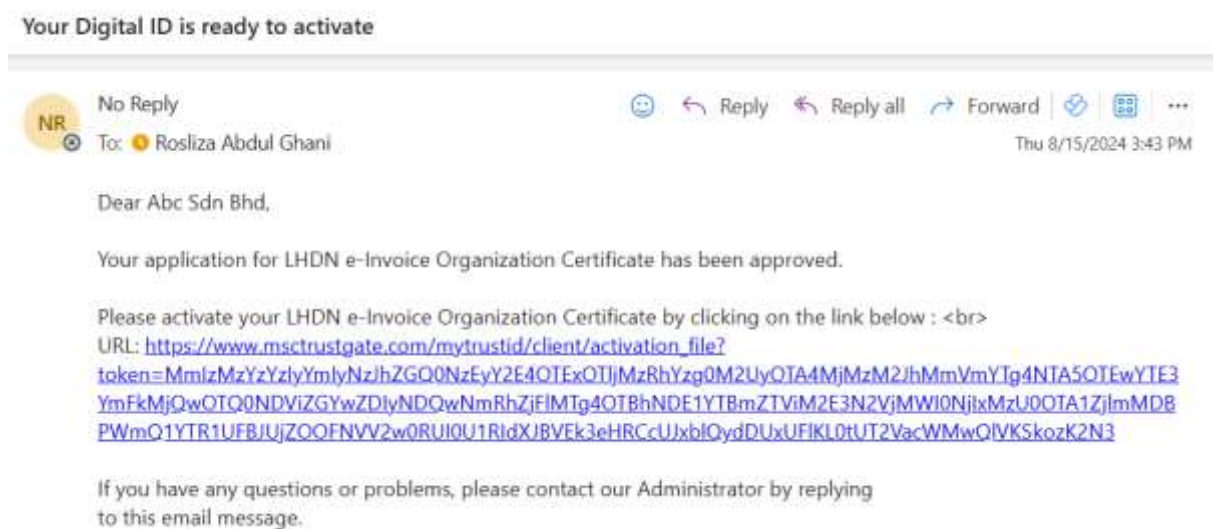 Your Digital ID is ready to activate
NR
No Reply
Reply
Reply all
Forward
To: Rosliza Abdul Ghani
Thu 8/15/2024 3:43 PM
Dear Abc Sdn Bhd,
Your application for LHDN e-Invoice Organization Certificate has been approved.
Please activate your LHDN e-Invoice Organization Certificate by clicking on the link below : <br>
URL: https://www.msctrustgate.com/mytrustid/client/activation_file?
If you have any questions or problems, please contact our Administrator by replying
to this email message.